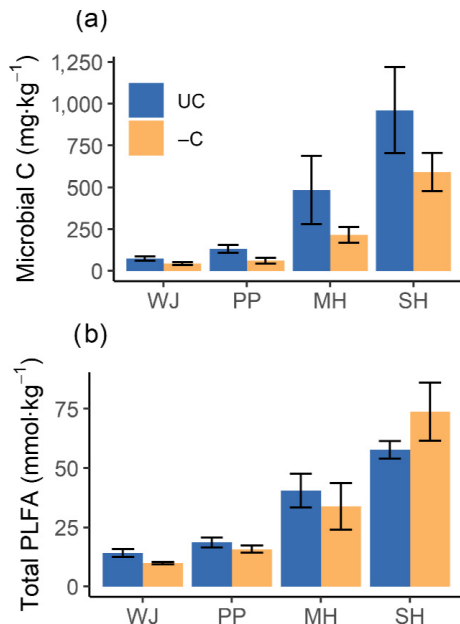 (a)
Microbial C (mg·kg⁻¹)
1,250
1,000
750
500
250
0
UC
–C
WJ PP MH SH
(b)
Total PLFA (mmol·kg⁻¹)
75
50
25
0
WJ PP MH SH